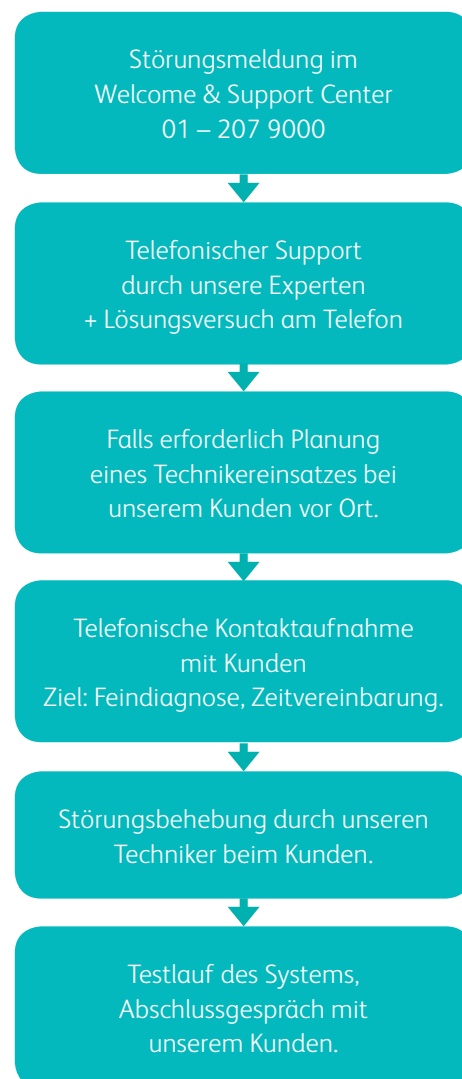 Störungsmeldung im
Welcome & Support Center
01 – 207 9000
Telefonischer Support
durch unsere Experten
+ Lösungsversuch am Telefon
Falls erforderlich Planung
eines Technikereinsatzes bei
unserem Kunden vor Ort.
Telefonische Kontaktaufnahme
mit Kunden
Ziel: Feindiagnose, Zeitvereinbarung.
Störungsbehebung durch unseren
Techniker beim Kunden.
Testlauf des Systems,
Abschlussgespräch mit
unserem Kunden.